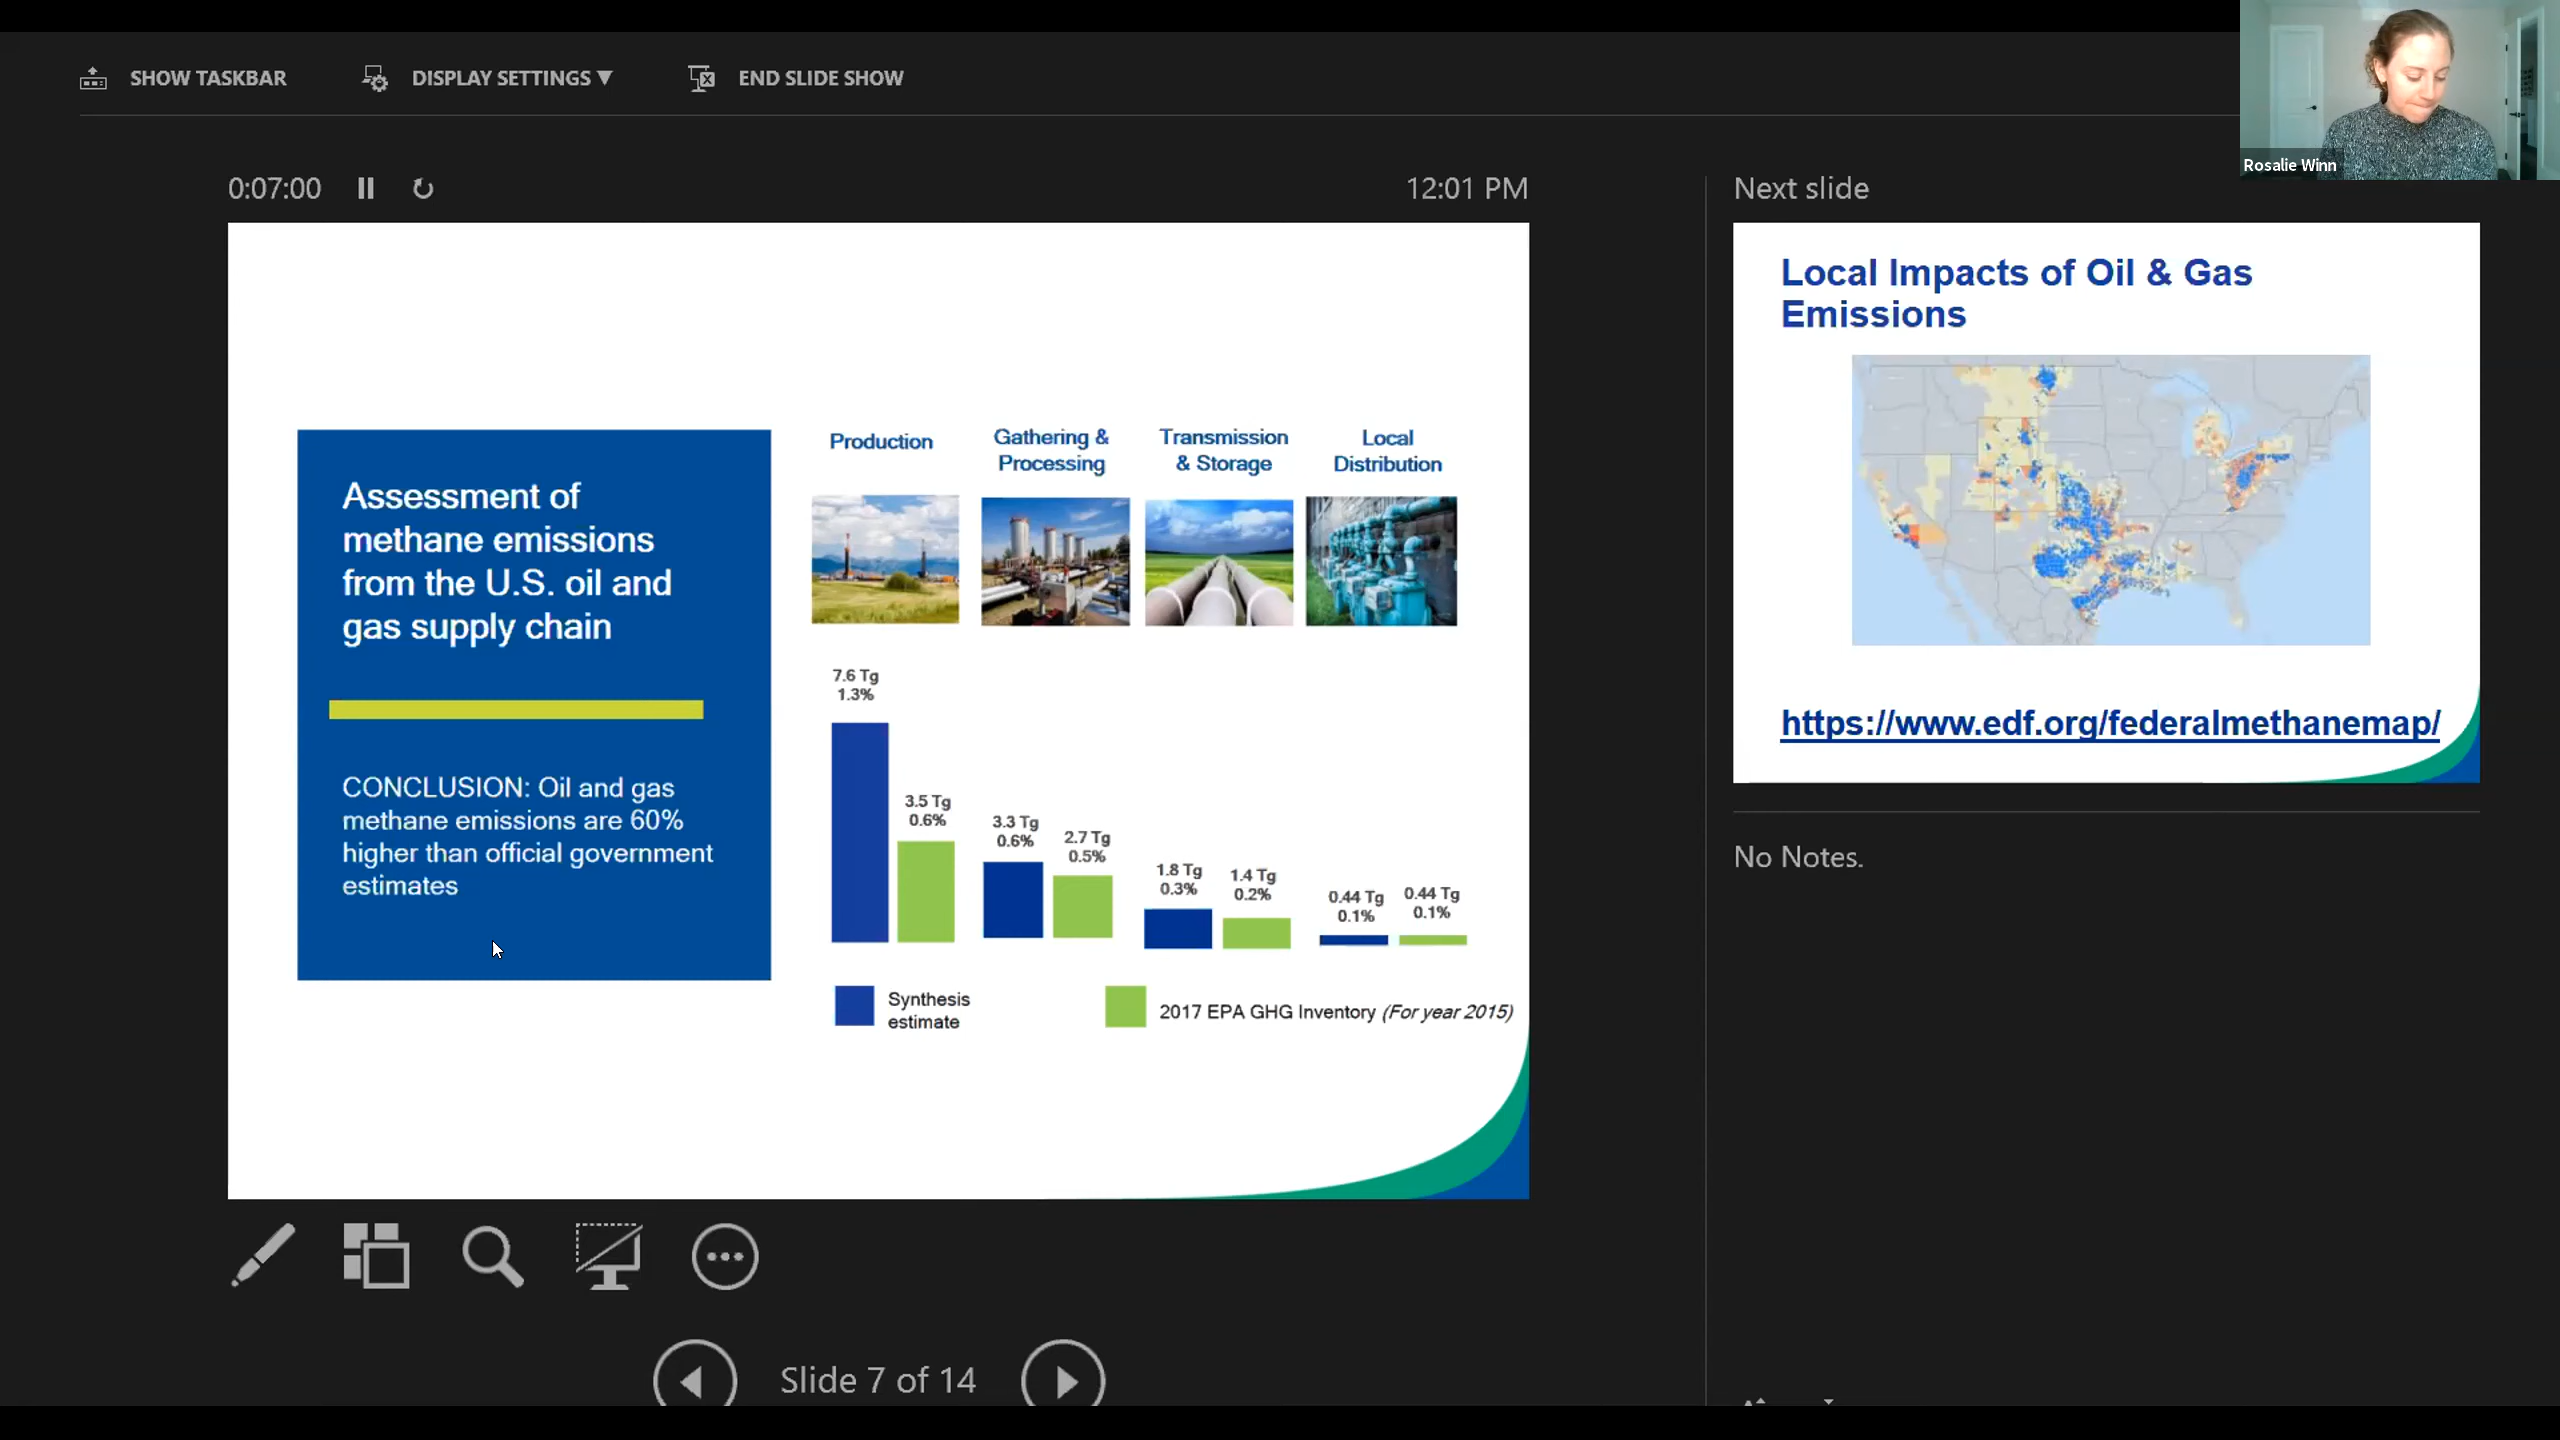 SHOW TASKBAR
DISPLAY SETTINGS ▼
END SLIDE SHOW
Rosalie Winn
0:07:00
12:01 PM
Next slide
Assessment of
methane emissions
from the U.S. oil and
gas supply chain
CONCLUSION: Oil and gas
methane emissions are 60%
higher than official government
estimates
Production
Gathering &
Processing
Transmission
& Storage
Local
Distribution
7.6 Tg
1.3%
3.5 Tg
0.6%
3.3 Tg
0.6%
2.7 Tg
0.5%
1.8 Tg
0.3%
1.4 Tg
0.2%
0.44 Tg
0.1%
0.44 Tg
0.1%
Synthesis
estimate
2017 EPA GHG Inventory (For year 2015)
Local Impacts of Oil & Gas
Emissions
https://www.edf.org/federalmethanemap/
No Notes.
Slide 7 of 14